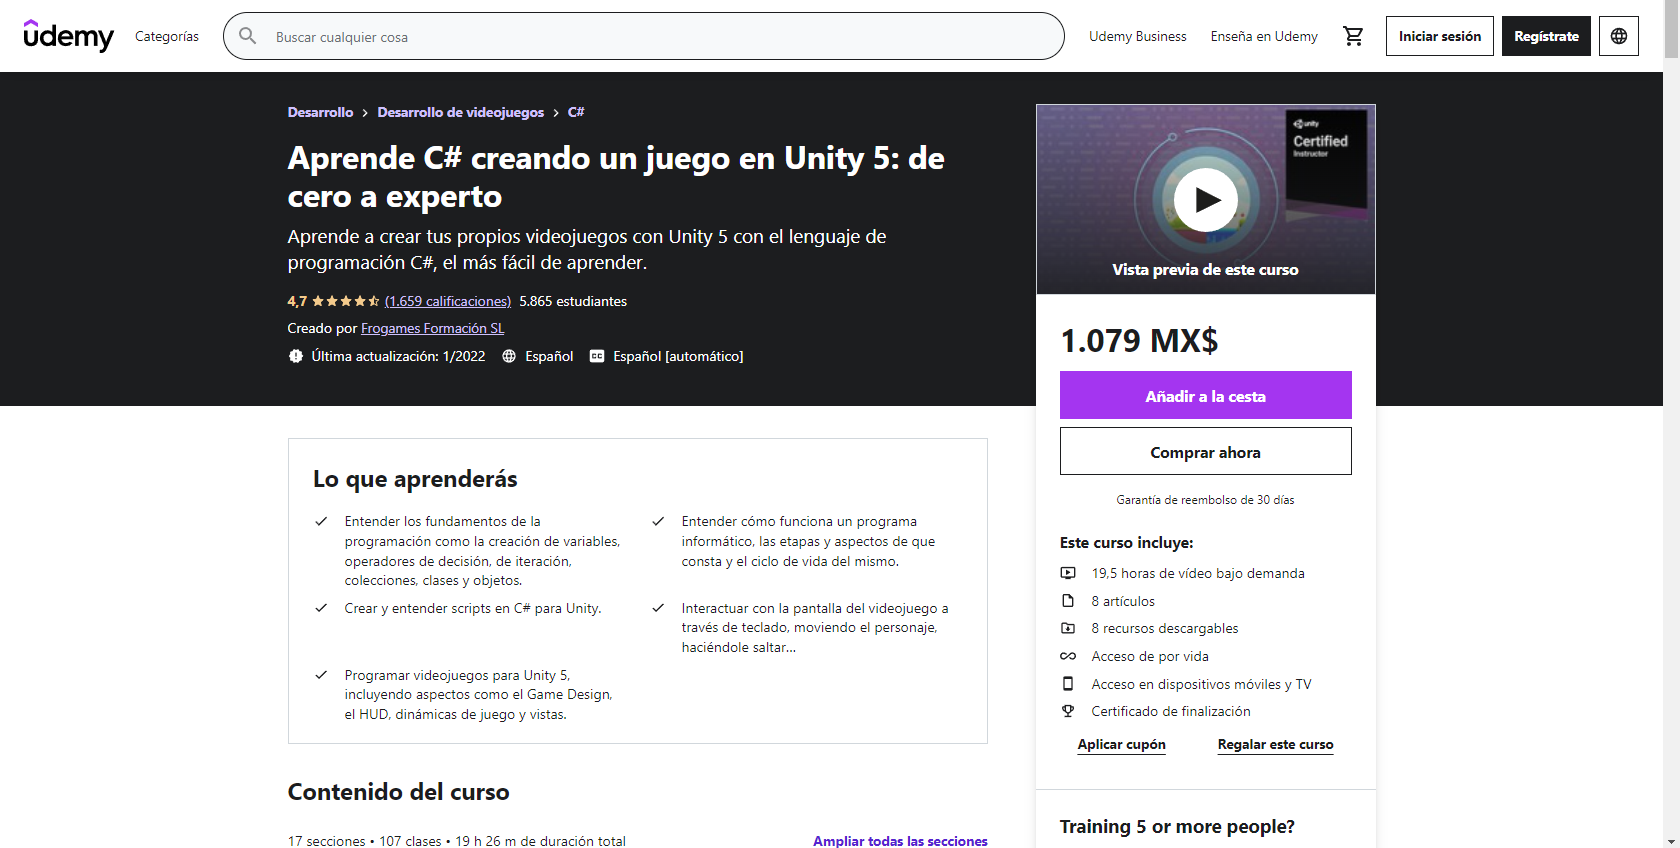 ûdemy
Categorías
Buscar cualquier cosa
Udemy Business
Enseña en Udemy
Iniciar sesión
Regístrate
Desarrollo > Desarrollo de videojuegos > C#
Aprende C# creando un juego en Unity 5: de
cero a experto
Aprende a crear tus propios videojuegos con Unity 5 con el lenguaje de
programación C#, el más fácil de aprender.
4,7 (1.659 calificaciones) 5.865 estudiantes
Creado por Frogames Formación SL
Última actualización: 1/2022 Español CC Español [automático]
unity
Certified
Instructor
Vista previa de este curso
1.079 MX$
Añadir a la cesta
Comprar ahora
Garantía de reembolso de 30 días
Este curso incluye:
19,5 horas de vídeo bajo demanda
8 artículos
8 recursos descargables
Acceso de por vida
Acceso en dispositivos móviles y TV
Certificado de finalización
Aplicar cupón
Regalar este curso
Training 5 or more people?
Lo que aprenderás
Entender los fundamentos de la
programación como la creación de variables,
operadores de decisión, de iteración,
colecciones, clases y objetos.
Entender cómo funciona un programa
informático, las etapas y aspectos de que
consta y el ciclo de vida del mismo.
Crear y entender scripts en C# para Unity.
Interactuar con la pantalla del videojuego a
través de teclado, moviendo el personaje,
haciéndole saltar...
Programar videojuegos para Unity 5,
incluyendo aspectos como el Game Design,
el HUD, dinámicas de juego y vistas.
Contenido del curso
17 secciones • 107 clases • 19 h 26 m de duración total
Ampliar todas las secciones